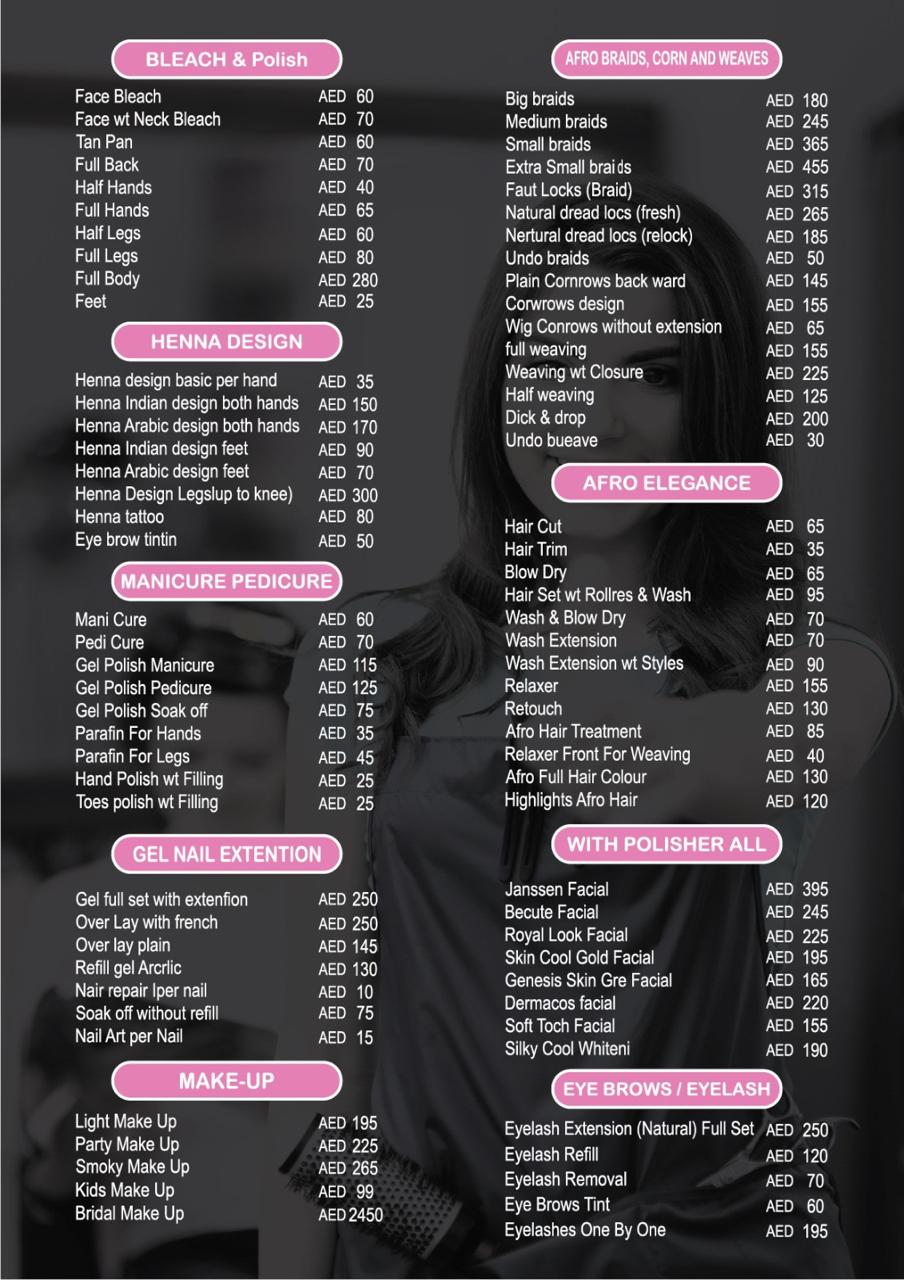 BLEACH & Polish
Face Bleach AED 60
Face wt Neck Bleach AED 70
Tan Pan AED 60
Full Back AED 70
Half Hands AED 40
Full Hands AED 65
Half Legs AED 60
Full Legs AED 80
Full Body AED 280
Feet AED 25
HENNA DESIGN
Henna design basic per hand AED 35
Henna Indian design both hands AED 150
Henna Arabic design both hands AED 170
Henna Indian design feet AED 90
Henna Arabic design feet AED 70
Henna Design Legslup to knee) AED 300
Henna tattoo AED 80
Eye brow tintin AED 50
MANICURE PEDICURE
Mani Cure AED 60
Pedi Cure AED 70
Gel Polish Manicure AED 115
Gel Polish Pedicure AED 125
Gel Polish Soak off AED 75
Parafin For Hands AED 35
Parafin For Legs AED 45
Hand Polish wt Filling AED 25
Toes polish wt Filling AED 25
GEL NAIL EXTENTION
Gel full set with extenfion AED 250
Over Lay with french AED 250
Over lay plain AED 145
Refill gel Arcrlic AED 130
Nair repair Iper nail AED 10
Soak off without refill AED 75
Nail Art per Nail AED 15
MAKE-UP
Light Make Up AED 195
Party Make Up AED 225
Smoky Make Up AED 265
Kids Make Up AED 99
Bridal Make Up AED 2450
AFRO BRAIDS, CORN AND WEAVES
Big braids AED 180
Medium braids AED 245
Small braids AED 365
Extra Small braids AED 455
Faut Locks (Braid) AED 315
Natural dread locs (fresh) AED 265
Nertural dread locs (relock) AED 185
Undo braids AED 50
Plain Cornrows back ward AED 145
Corwrows design AED 155
Wig Conrows without extension AED 65
full weaving AED 155
Weaving wt Closure AED 225
Half weaving AED 125
Dick & drop AED 200
Undo bueave AED 30
AFRO ELEGANCE
Hair Cut AED 65
Hair Trim AED 35
Blow Dry AED 65
Hair Set wt Rollres & Wash AED 95
Wash & Blow Dry AED 70
Wash Extension AED 70
Wash Extension wt Styles AED 90
Relaxer AED 155
Retouch AED 130
Afro Hair Treatment AED 85
Relaxer Front For Weaving AED 40
Afro Full Hair Colour AED 130
Highlights Afro Hair AED 120
WITH POLISHER ALL
Janssen Facial AED 395
Becute Facial AED 245
Royal Look Facial AED 225
Skin Cool Gold Facial AED 195
Genesis Skin Gre Facial AED 165
Dermacos facial AED 220
Soft Toch Facial AED 155
Silky Cool Whiteni AED 190
EYE BROWS / EYELASH
Eyelash Extension (Natural) Full Set AED 250
Eyelash Refill AED 120
Eyelash Removal AED 70
Eye Brows Tint AED 60
Eyelashes One By One AED 195